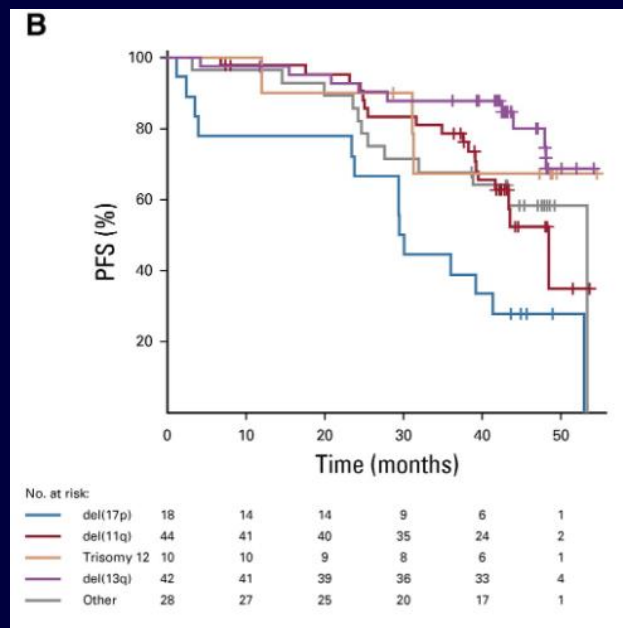 B
100
80
60
40
20
PFS (%)
0 10 20 30 40 50
Time (months)
No. at risk:
del(17p) 18 14 14 9 6 1
del(11q) 44 41 40 35 24 2
Trisomy 12 10 10 9 8 6 1
del(13q) 42 41 39 36 33 4
Other 28 27 25 20 17 1